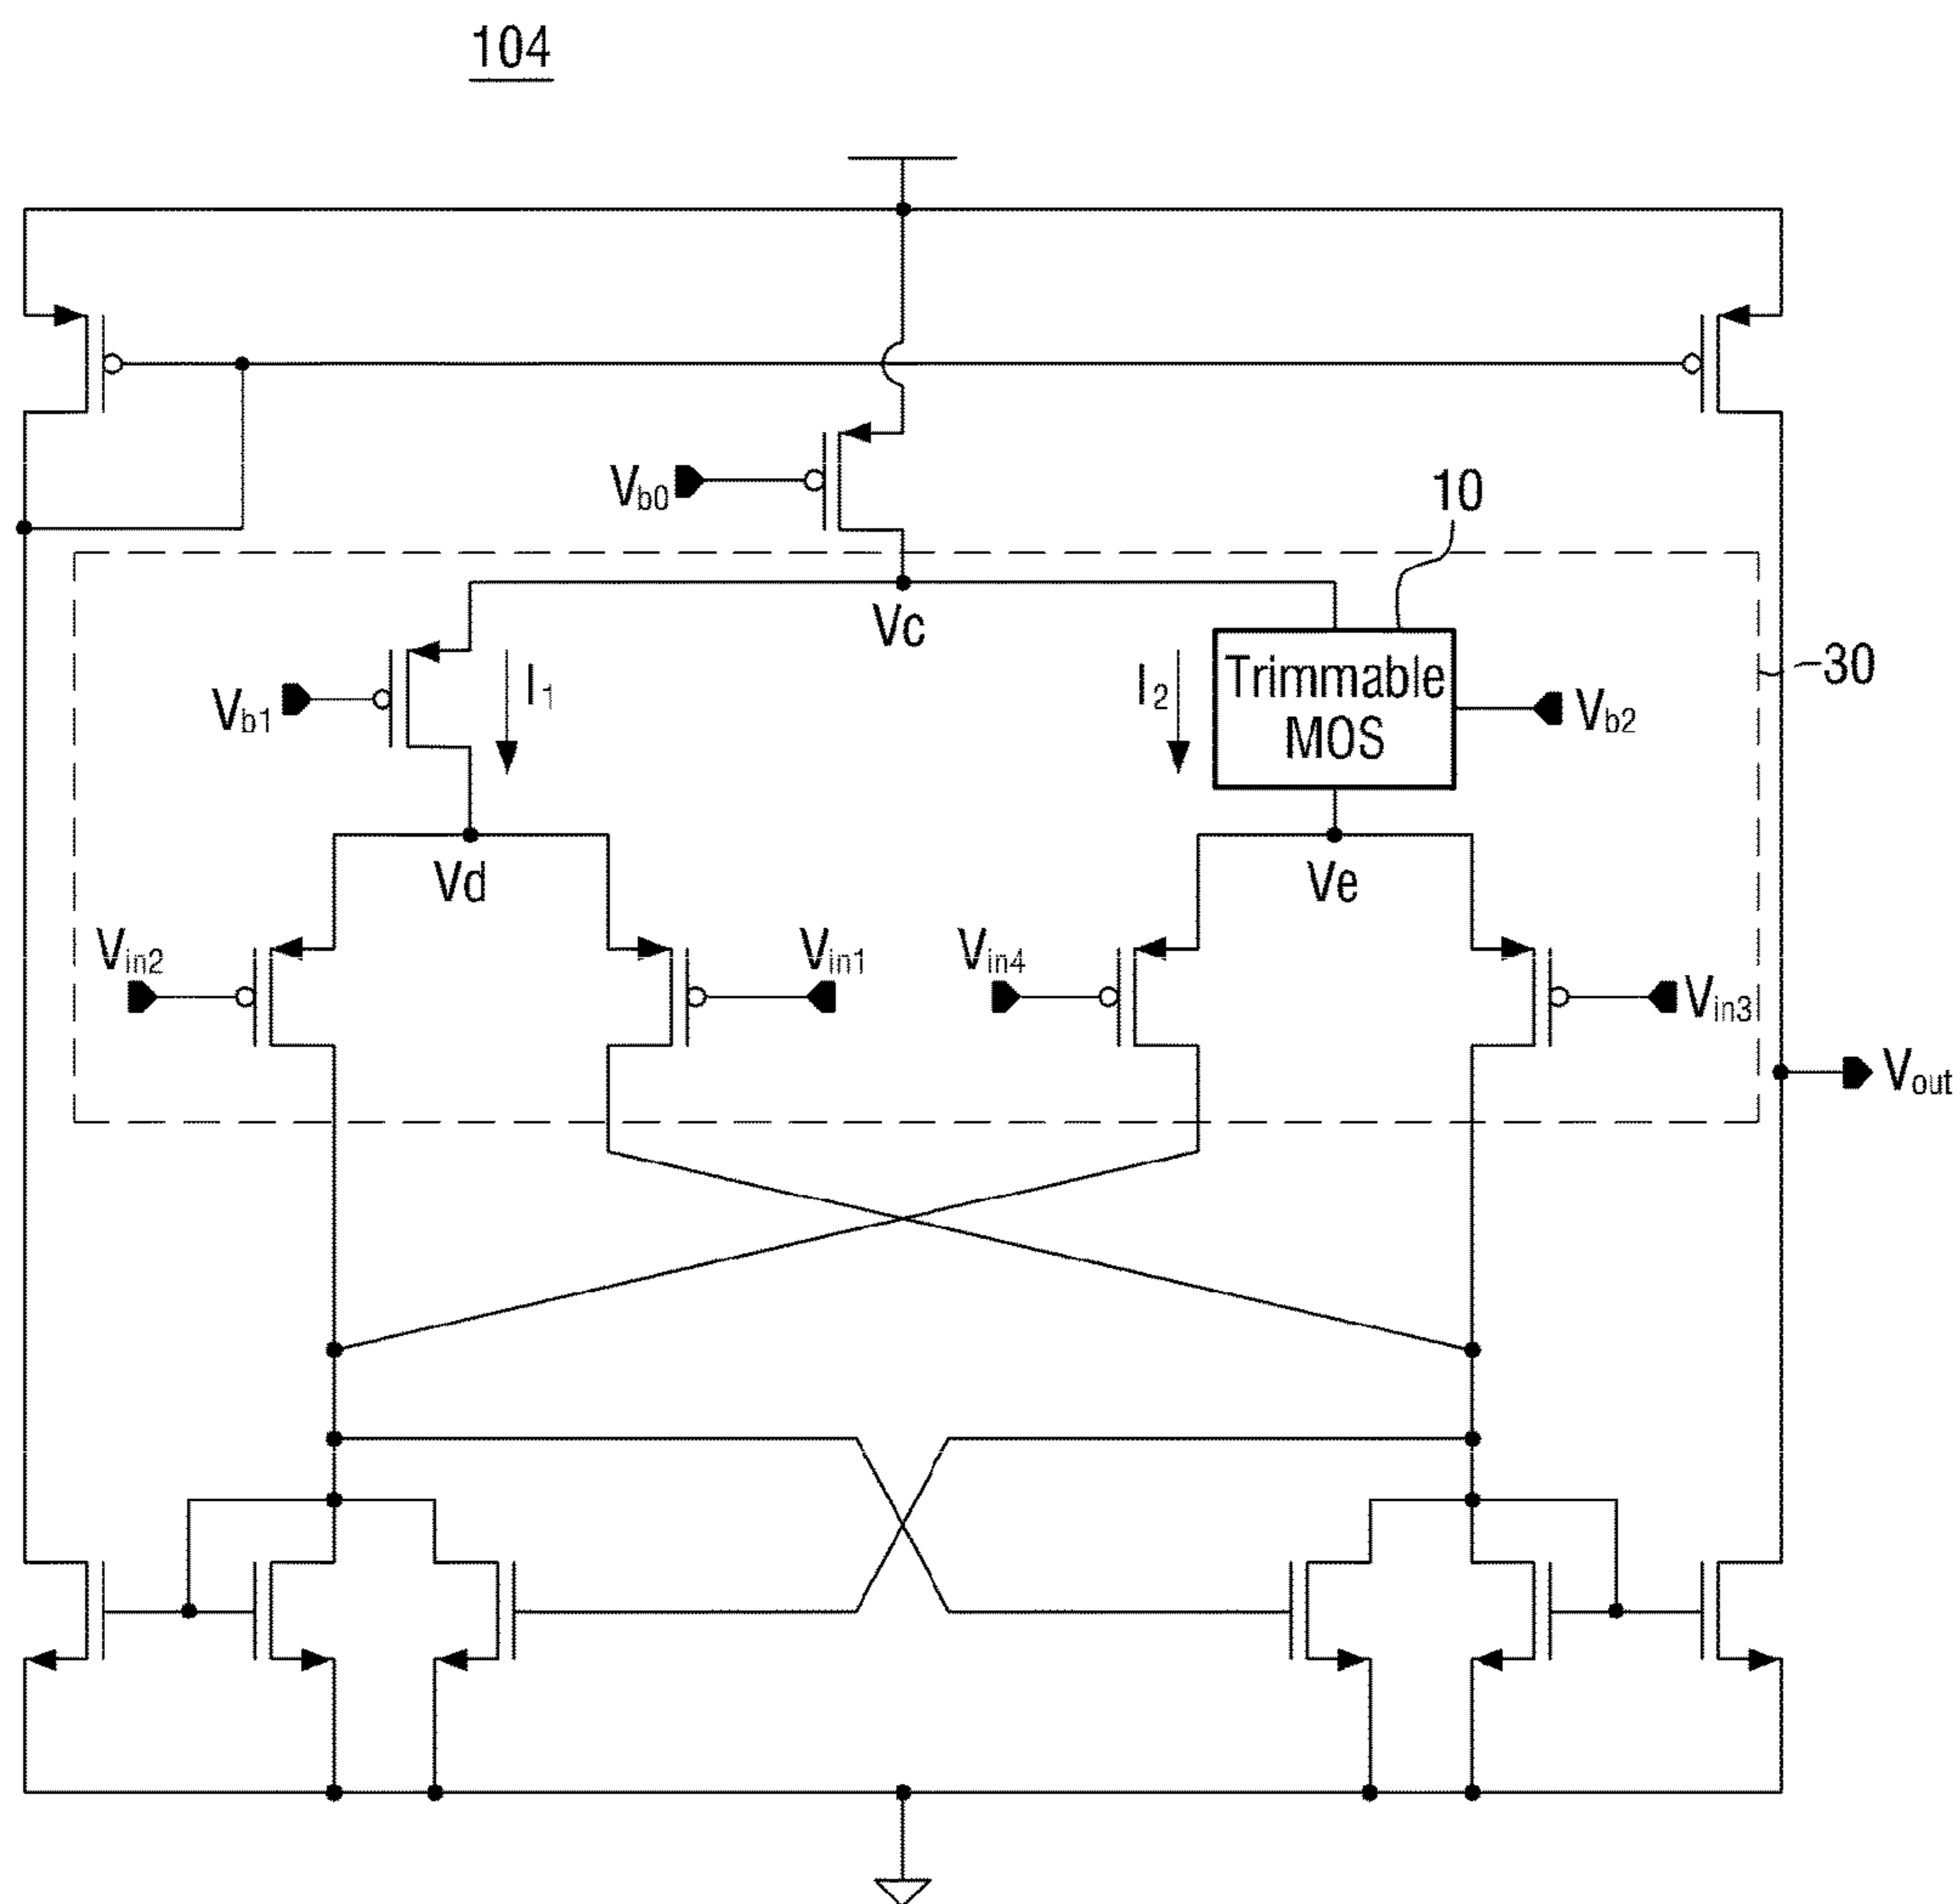 104
Vb0
10
Vc
Vb1
I1
I2
Trimmable
MOS
Vb2
30
Vd
Ve
Vin2
Vin1
Vin4
Vin3
Vout